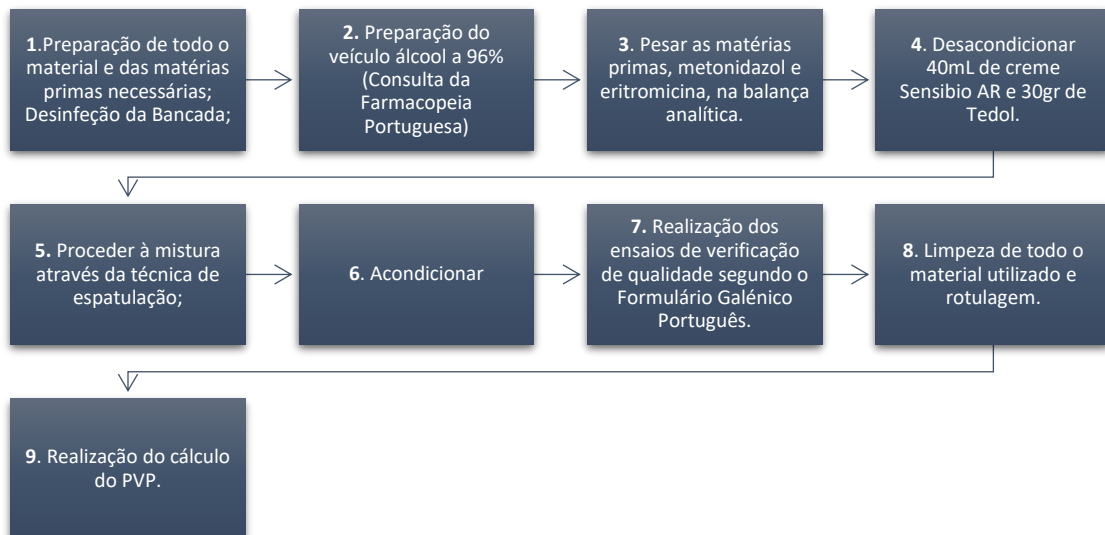 1.Preparação de todo o
material e das matérias
primas necessárias;
Desinfeção da Bancada;
2. Preparação do
veículo álcool a 96%
(Consulta da
Farmacopeia
Portuguesa)
3. Pesar as matérias
primas, metonidazol e
eritromicina, na balança
analítica.
4. Desacondicionar
40mL de creme
Sensibio AR e 30gr de
Tedol.
5. Proceder à mistura
através da técnica de
espatulação;
6. Acondicionar
7. Realização dos
ensaios de verificação
de qualidade segundo o
Formulário Galénico
Português.
8. Limpeza de todo o
material utilizado e
rotulagem.
9. Realização do cálculo
do PVP.